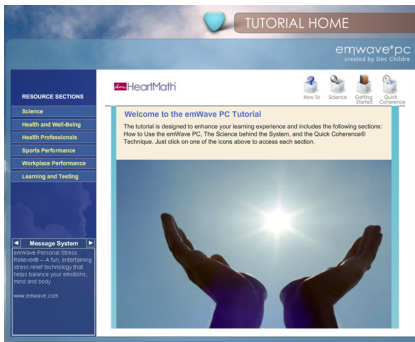 TUTORIAL HOME
emwave®pc
created by Doc Childre
HeartMath
How To
Science
Getting
Started
Quick
Coherence
RESOURCE SECTIONS
Science
Health and Well-Being
Health Professionals
Sports Performance
Workplace Performance
Learning and Testing
Welcome to the emWave PC Tutorial
The tutorial is designed to enhance your learning experience and includes the following sections:
How to Use the emWave PC, The Science behind the System, and the Quick Coherence®
Technique. Just click on one of the icons above to access each section.
Message System
emWave Personal Stress
Reliever® -- A fun, entertaining
stress relief technology that
helps balance your emotions,
mind and body.
www.emwave.com